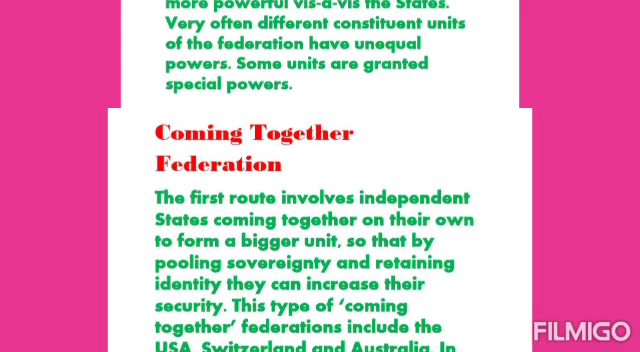 more powerful vis-à-vis the States.
Very often different constituent units
of the federation have unequal
powers. Some units are granted
special powers.
Coming Together
Federation
The first route involves independent
States coming together on their own
to form a bigger unit, so that by
pooling sovereignty and retaining
identity they can increase their
security. This type of ‘coming
together’ federations include the
USA, Switzerland and Australia. In
FILMIGO